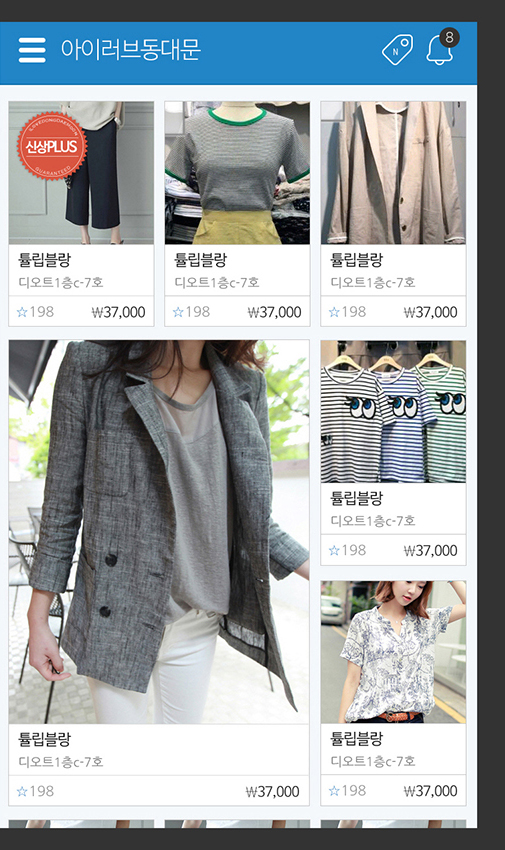 아이러브동대문
N
8
ILOVEDONGDAEMUN
신상PLUS
GUARANTEED
튤립블랑
디오트1층c-7호
☆198 ₩37,000
튤립블랑
디오트1층c-7호
☆198 ₩37,000
튤립블랑
디오트1층c-7호
☆198 ₩37,000
튤립블랑
디오트1층c-7호
☆198 ₩37,000
튤립블랑
디오트1층c-7호
☆198 ₩37,000
튤립블랑
디오트1층c-7호
☆198 ₩37,000